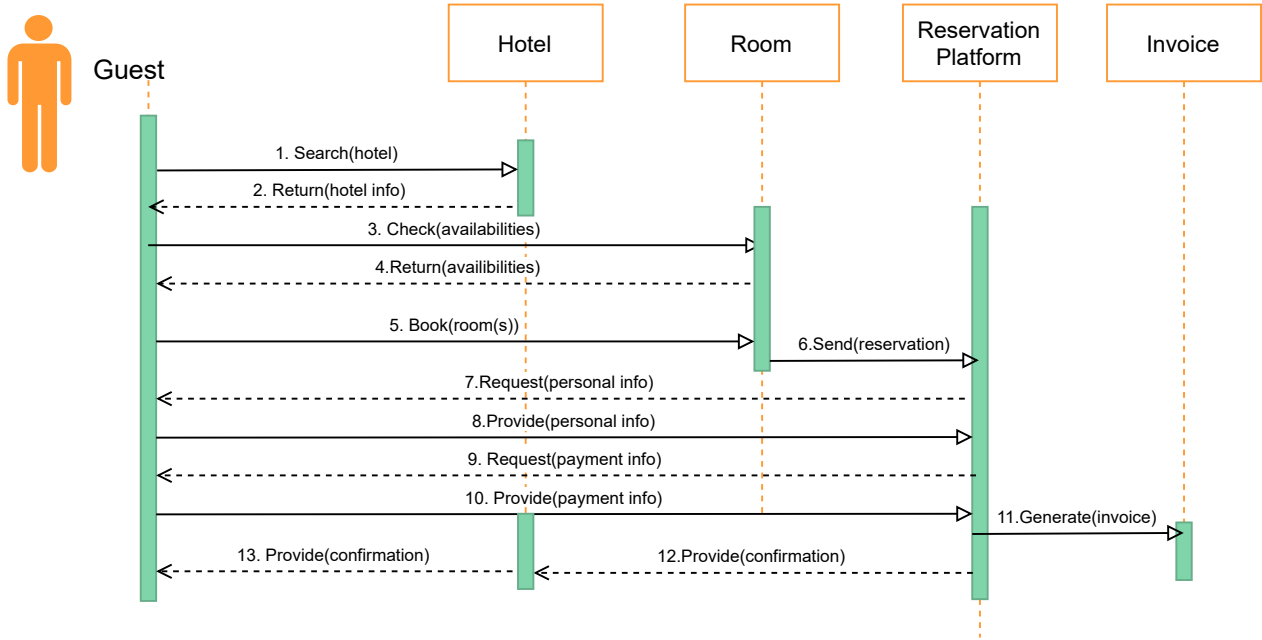 Guest
Hotel
Room
Reservation
Platform
Invoice
1. Search(hotel)
2. Return(hotel info)
3. Check(availabilities)
4.Return(availibilities)
5. Book(room(s))
6.Send(reservation)
7.Request(personal info)
8.Provide(personal info)
9. Request(payment info)
10. Provide(payment info)
11.Generate(invoice)
13. Provide(confirmation)
12.Provide(confirmation)